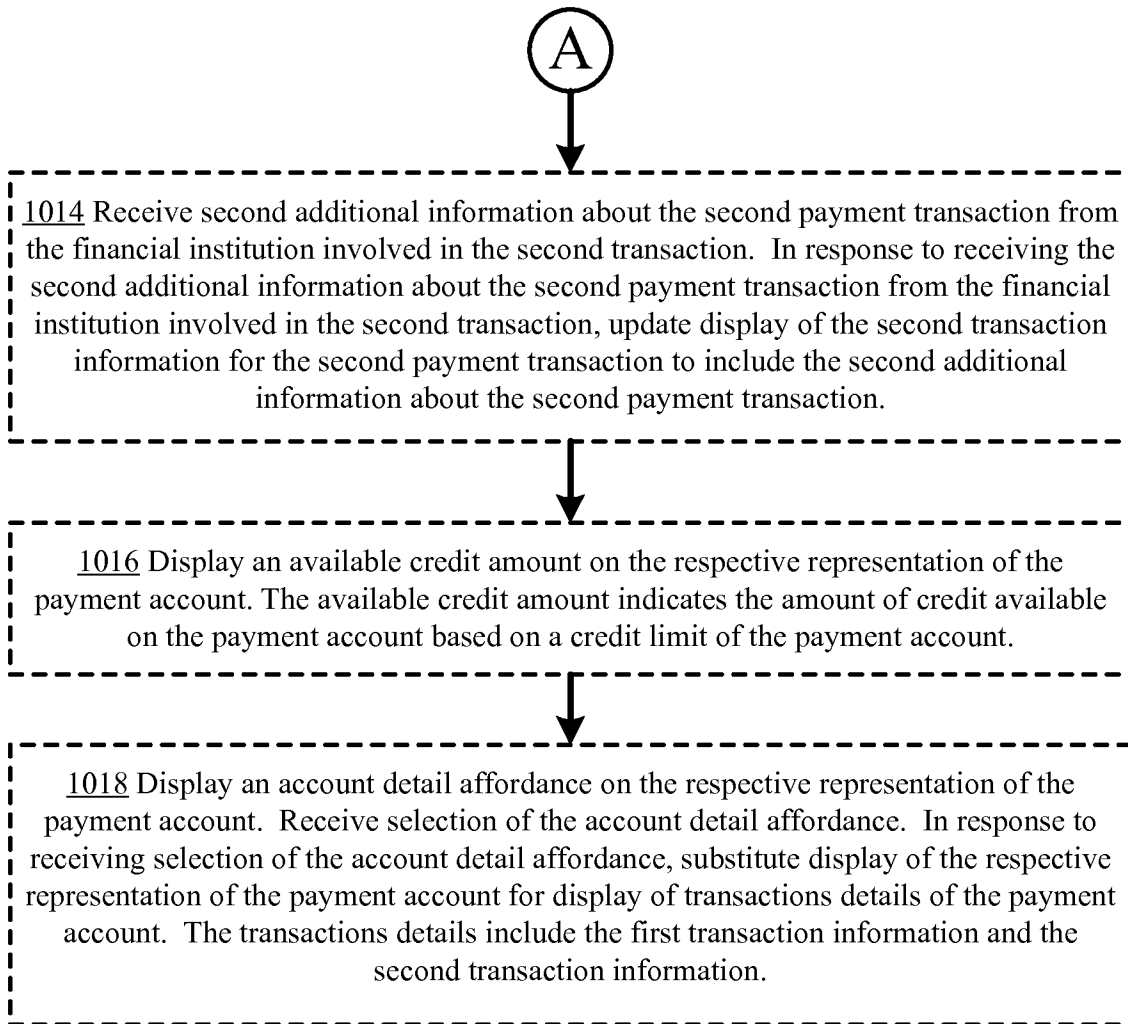 A
1014 Receive second additional information about the second payment transaction from
the financial institution involved in the second transaction.  In response to receiving the
second additional information about the second payment transaction from the financial
institution involved in the second transaction, update display of the second transaction
information for the second payment transaction to include the second additional
information about the second payment transaction.
1016 Display an available credit amount on the respective representation of the
payment account. The available credit amount indicates the amount of credit available
on the payment account based on a credit limit of the payment account.
1018 Display an account detail affordance on the respective representation of the
payment account.  Receive selection of the account detail affordance.  In response to
receiving selection of the account detail affordance, substitute display of the respective
representation of the payment account for display of transactions details of the payment
account.  The transactions details include the first transaction information and the
second transaction information.